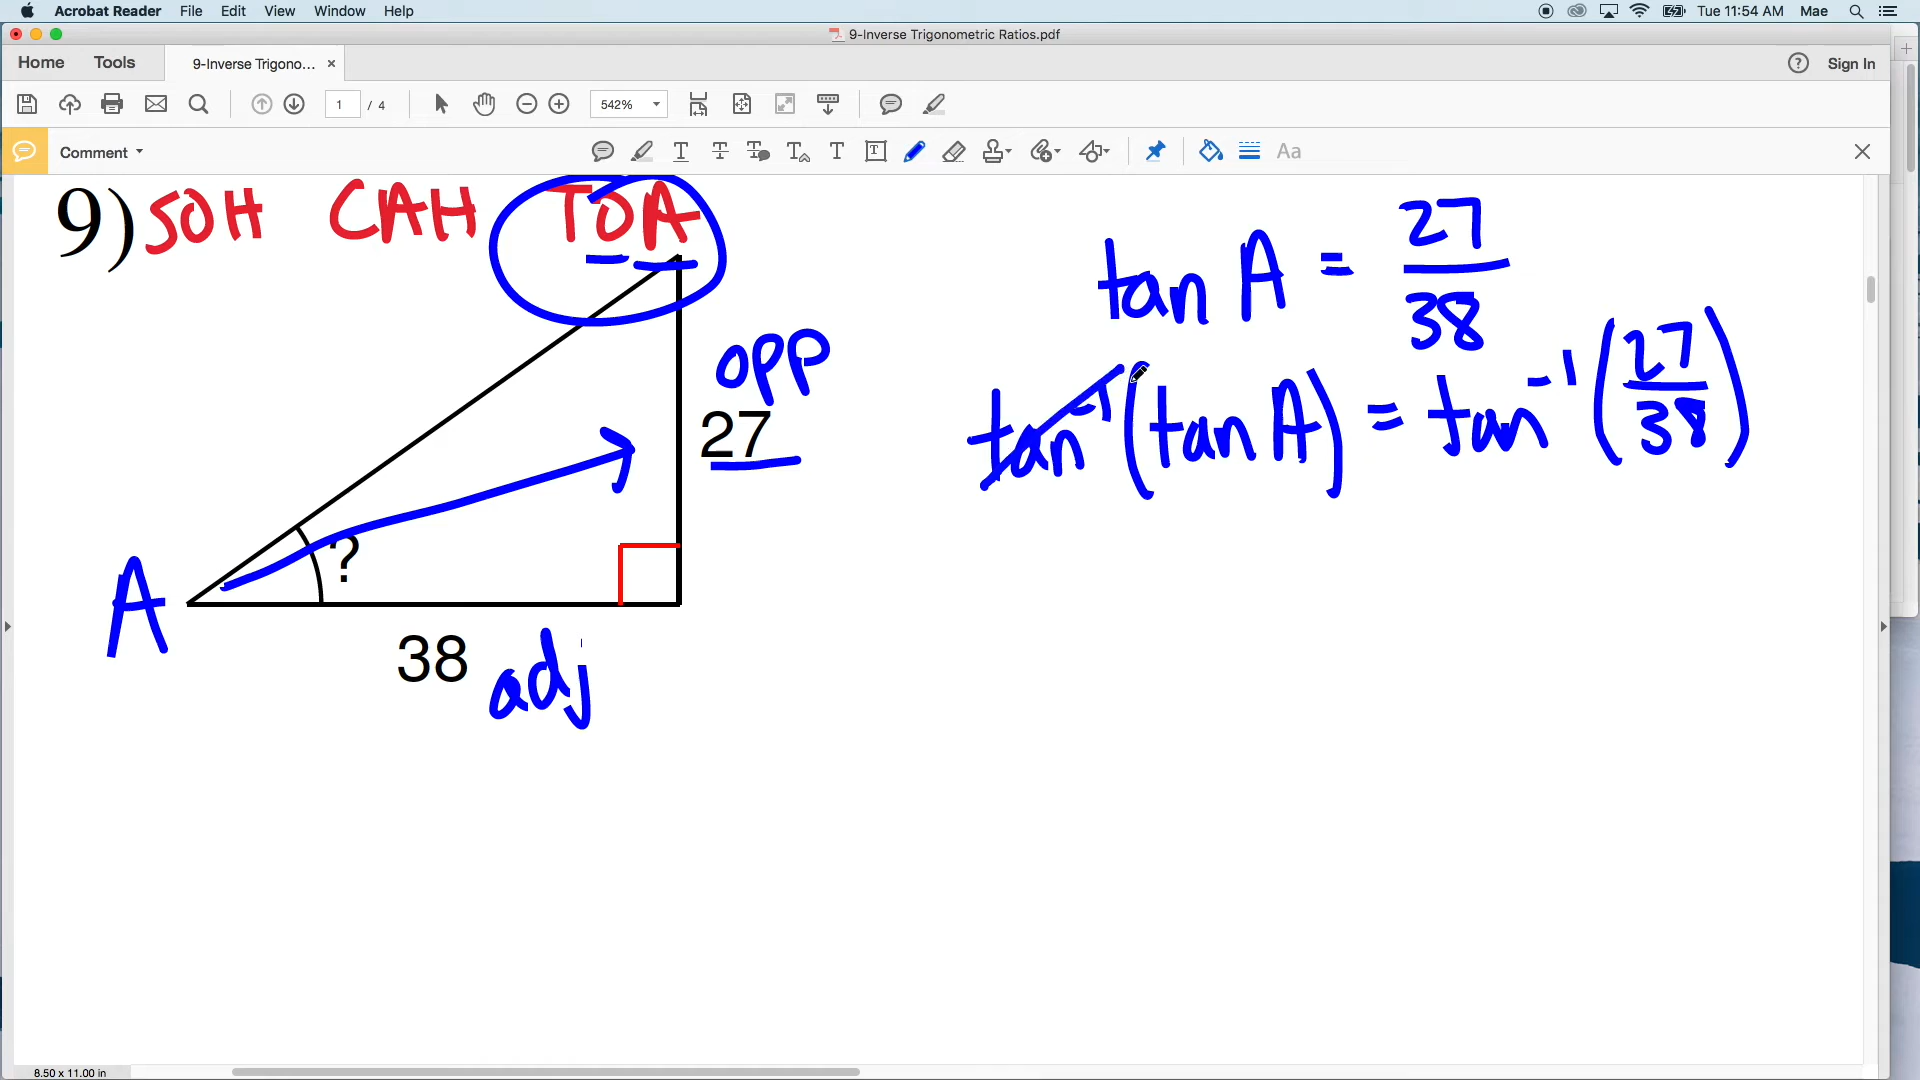 Acrobat Reader File Edit View Window Help Tue 11:54 AM Mae
9-Inverse Trigonometric Ratios.pdf
Home Tools 9-Inverse Trigono... × Sign In
1 / 4 542%
Comment Aa
9) SOH CAH TOA
tan A = 27/38
opp
27
tan⁻¹(tan A) = tan⁻¹(27/38)
?
A
38 adj
8.50 x 11.00 in